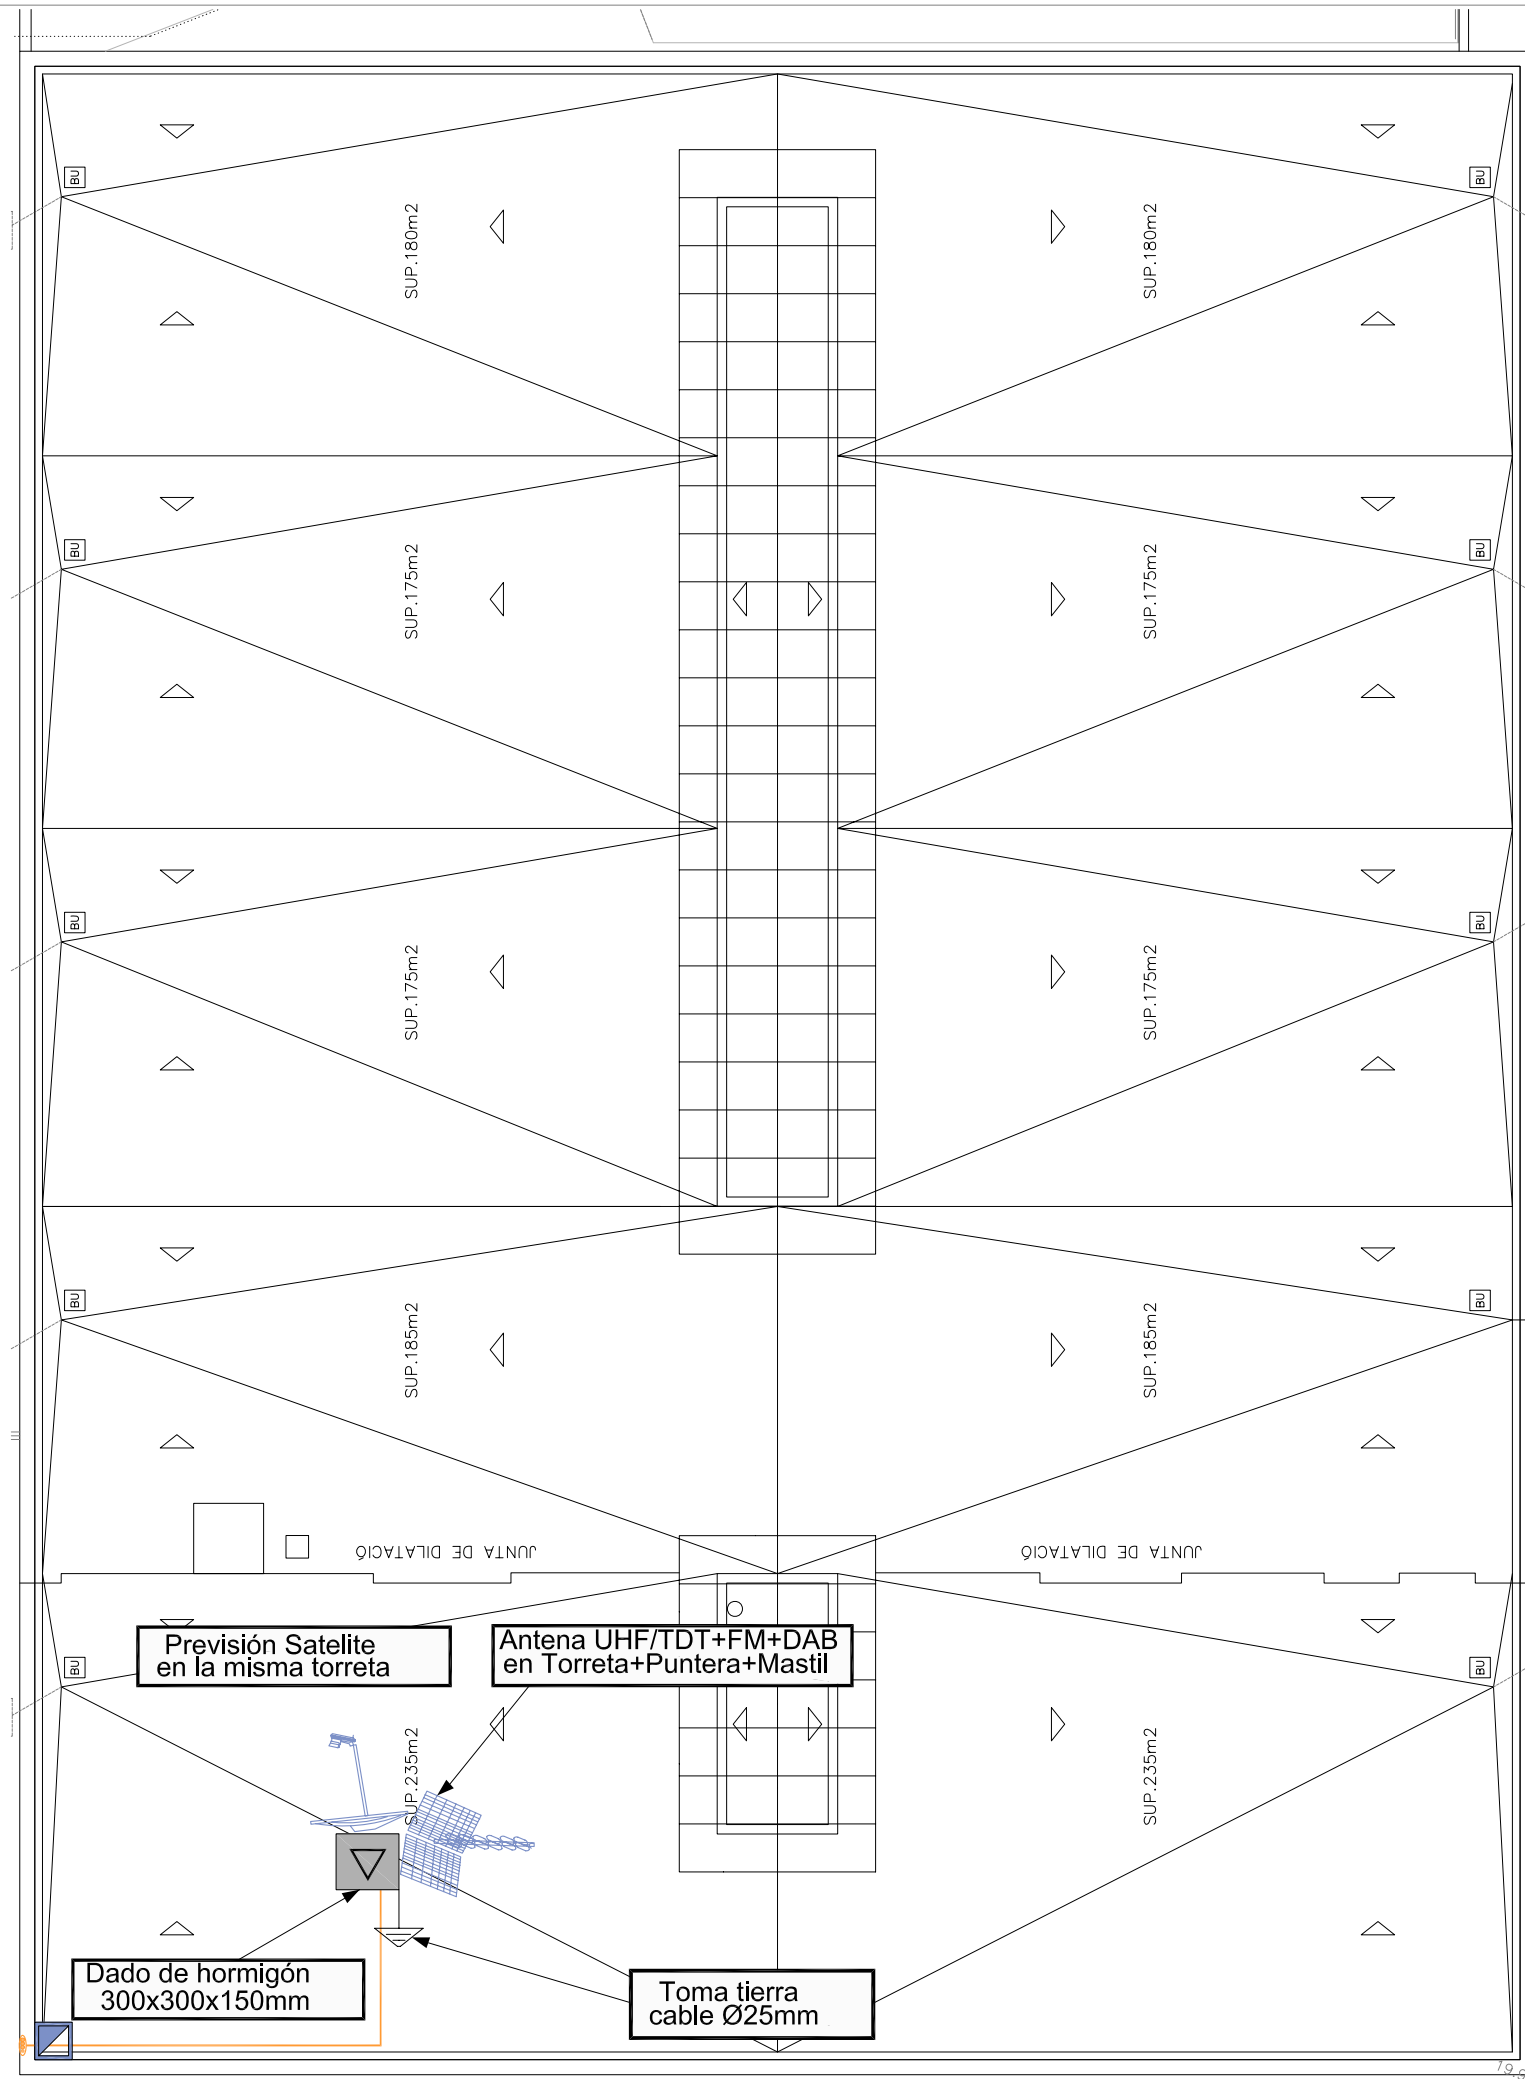 BU
BU
SUP.180m2
SUP.180m2
BU
BU
SUP.175m2
SUP.175m2
BU
BU
SUP.175m2
SUP.175m2
BU
BU
SUP.185m2
SUP.185m2
JUNTA DE DILATACIÓ
JUNTA DE DILATACIÓ
Previsión Satelite
en la misma torreta
Antena UHF/TDT+FM+DAB
en Torreta+Puntera+Mastil
BU
BU
SUP.235m2
SUP.235m2
Dado de hormigón
300x300x150mm
Toma tierra
cable Ø25mm